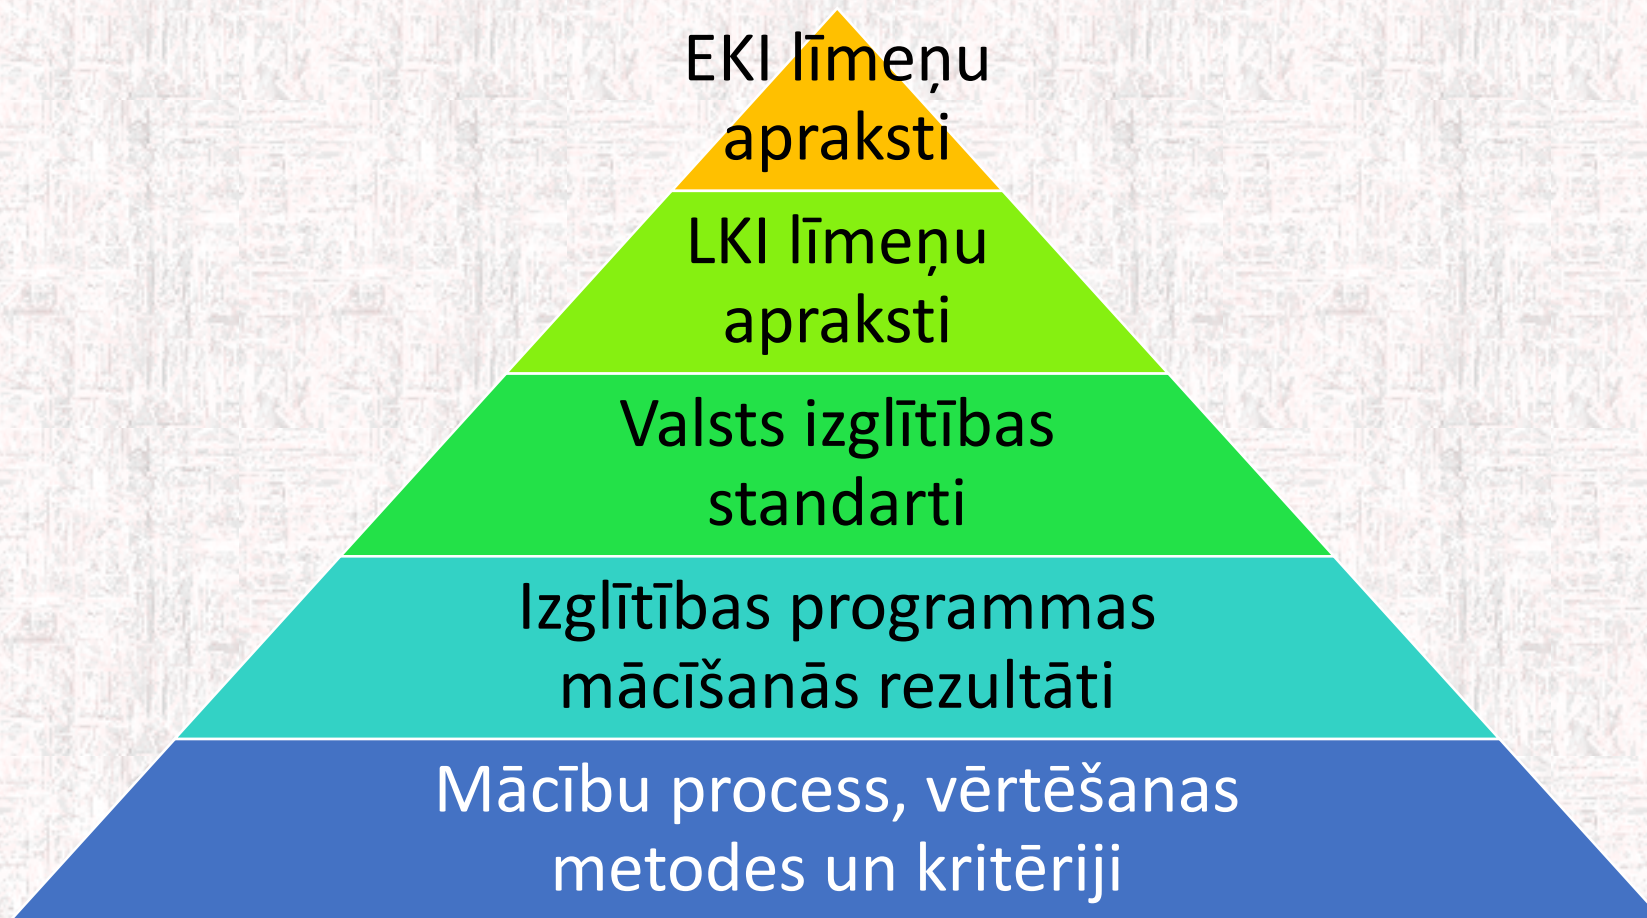 EKI līmeņu
apraksti
LKI līmeņu
apraksti
Valsts izglītības
standarti
Izglītības programmas
mācīšanās rezultāti
Mācību process, vērtēšanas
metodes un kritēriji